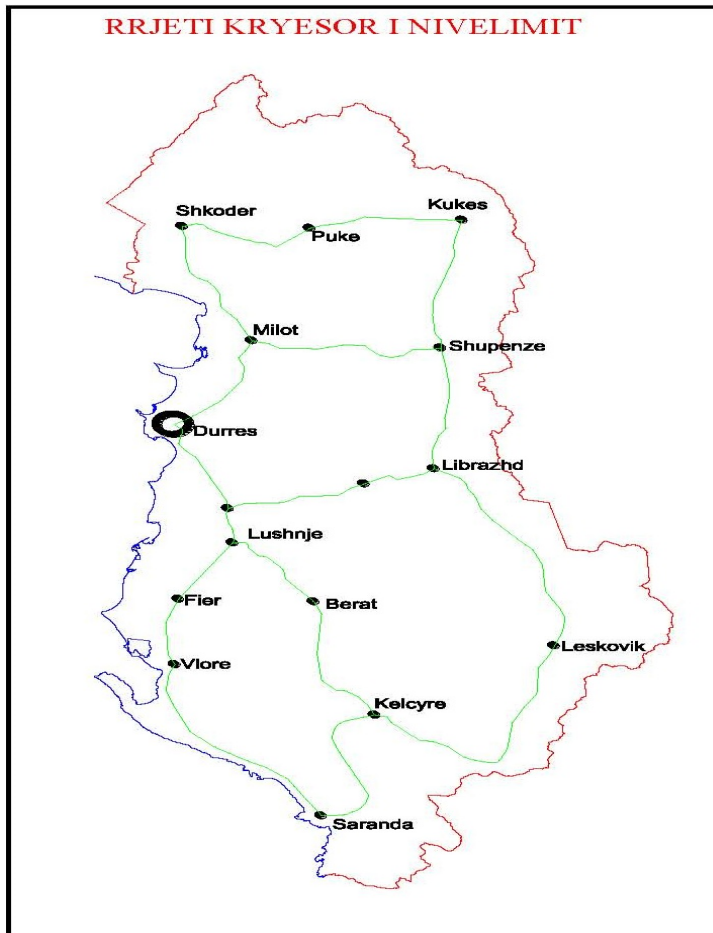 RRJETI KRYESOR I NIVELIMIT
Shkoder
Kukes
Puke
Milot
Shupenze
Durres
Librazhd
Lushnje
Fier
Berat
Leskovik
Vlore
Kelcyre
Saranda